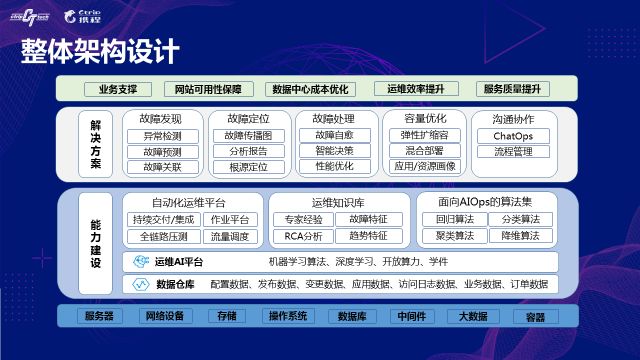 ctrip CT tech
Ctrip 携程
整体架构设计
业务支撑 网站可用性保障 数据中心成本优化 运维效率提升 服务质量提升
解决方案
故障发现 故障定位 故障处理 容量优化 沟通协作
异常检测 故障传播图 故障自愈 弹性扩缩容 ChatOps
故障预测 分析报告 智能决策 混合部署 流程管理
故障关联 根源定位 性能优化 应用/资源画像
能力建设
自动化运维平台 运维知识库 面向AIOps的算法集
持续交付/集成 作业平台 专家经验 故障特征 回归算法 分类算法
全链路压测 流量调度 RCA分析 趋势特征 聚类算法 降维算法
运维AI平台 机器学习算法、深度学习、开放算力、学件
数据仓库 配置数据、发布数据、变更数据、应用数据、访问日志数据、业务数据、订单数据
服务器 网络设备 存储 操作系统 数据库 中间件 大数据 容器